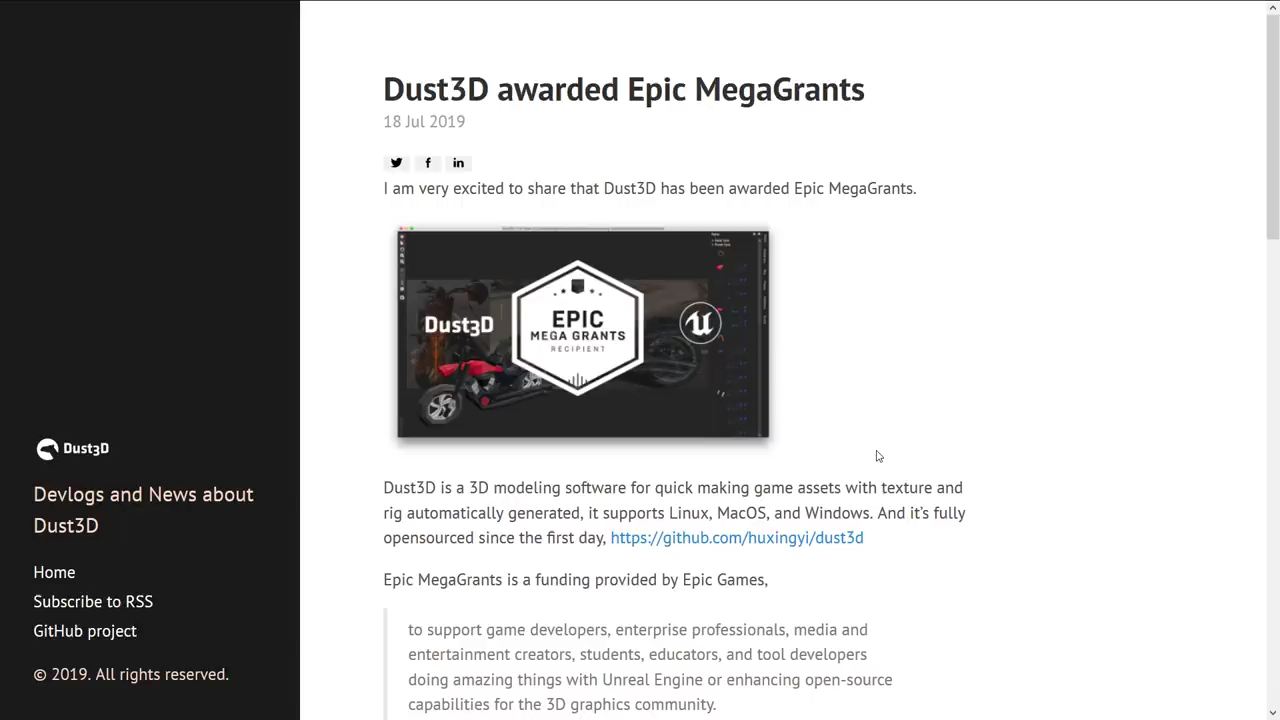 Dust3D awarded Epic MegaGrants
18 Jul 2019
I am very excited to share that Dust3D has been awarded Epic MegaGrants.
Dust3D
EPIC
MEGA GRANTS
RECIPIENT
Dust3D is a 3D modeling software for quick making game assets with texture and
rig automatically generated, it supports Linux, MacOS, and Windows. And it's fully
opensourced since the first day, https://github.com/huxingyi/dust3d
Epic MegaGrants is a funding provided by Epic Games,
to support game developers, enterprise professionals, media and
entertainment creators, students, educators, and tool developers
doing amazing things with Unreal Engine or enhancing open-source
capabilities for the 3D graphics community.
Dust3D
Devlogs and News about
Dust3D
Home
Subscribe to RSS
GitHub project
© 2019. All rights reserved.